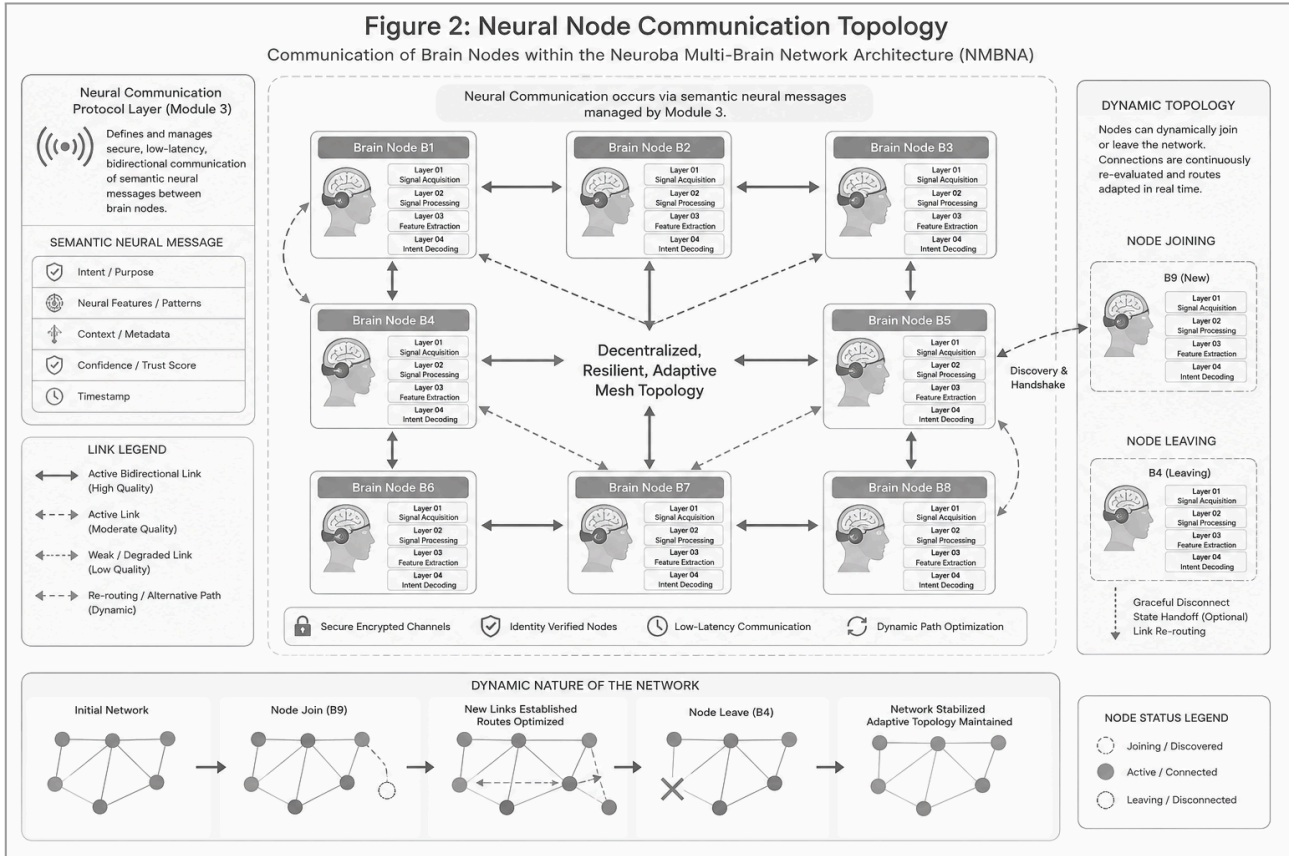 Figure 2: Neural Node Communication Topology
Communication of Brain Nodes within the Neuroba Multi-Brain Network Architecture (NMBNA)
Neural Communication
Protocol Layer (Module 3)
Defines and manages
secure, low-latency,
bidirectional communication
of semantic neural
messages between
brain nodes.
SEMANTIC NEURAL MESSAGE
Intent / Purpose
Neural Features / Patterns
Context / Metadata
Confidence / Trust Score
Timestamp
LINK LEGEND
Active Bidirectional Link
(High Quality)
Active Link
(Moderate Quality)
Weak / Degraded Link
(Low Quality)
Re-routing / Alternative Path
(Dynamic)
Neural Communication occurs via semantic neural messages
managed by Module 3.
Brain Node B1
Layer 01
Signal Acquisition
Layer 02
Signal Processing
Layer 03
Feature Extraction
Layer 04
Intent Decoding
Brain Node B2
Layer 01
Signal Acquisition
Layer 02
Signal Processing
Layer 03
Feature Extraction
Layer 04
Intent Decoding
Brain Node B3
Layer 01
Signal Acquisition
Layer 02
Signal Processing
Layer 03
Feature Extraction
Layer 04
Intent Decoding
Brain Node B4
Layer 01
Signal Acquisition
Layer 02
Signal Processing
Layer 03
Feature Extraction
Layer 04
Intent Decoding
Decentralized,
Resilient, Adaptive
Mesh Topology
Brain Node B5
Layer 01
Signal Acquisition
Layer 02
Signal Processing
Layer 03
Feature Extraction
Layer 04
Intent Decoding
Brain Node B6
Layer 01
Signal Acquisition
Layer 02
Signal Processing
Layer 03
Feature Extraction
Layer 04
Intent Decoding
Brain Node B7
Layer 01
Signal Acquisition
Layer 02
Signal Processing
Layer 03
Feature Extraction
Layer 04
Intent Decoding
Brain Node B8
Layer 01
Signal Acquisition
Layer 02
Signal Processing
Layer 03
Feature Extraction
Layer 04
Intent Decoding
Secure Encrypted Channels
Identity Verified Nodes
Low-Latency Communication
Dynamic Path Optimization
Discovery &
Handshake
DYNAMIC TOPOLOGY
Nodes can dynamically join
or leave the network.
Connections are continuously
re-evaluated and routes
adapted in real time.
NODE JOINING
B9 (New)
Layer 01
Signal Acquisition
Layer 02
Signal Processing
Layer 03
Feature Extraction
Layer 04
Intent Decoding
NODE LEAVING
B4 (Leaving)
Layer 01
Signal Acquisition
Layer 02
Signal Processing
Layer 03
Feature Extraction
Layer 04
Intent Decoding
Graceful Disconnect
State Handoff (Optional)
Link Re-routing
DYNAMIC NATURE OF THE NETWORK
Initial Network
Node Join (B9)
New Links Established
Routes Optimized
Node Leave (B4)
Network Stabilized
Adaptive Topology Maintained
NODE STATUS LEGEND
Joining / Discovered
Active / Connected
Leaving / Disconnected